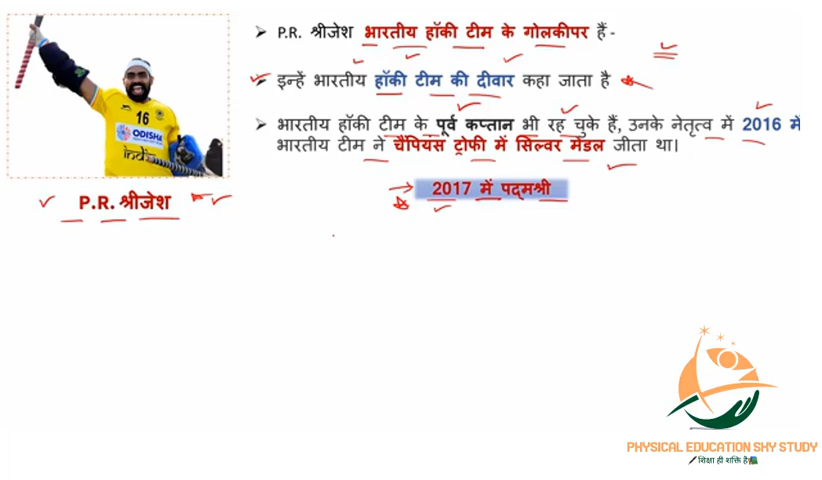 P.R. श्रीजेश भारतीय हॉकी टीम के गोलकीपर हैं -
इन्हें भारतीय हॉकी टीम की दीवार कहा जाता है
भारतीय हॉकी टीम के पूर्व कप्तान भी रह चुके हैं, उनके नेतृत्व में 2016 में
भारतीय टीम ने चैंपियंस ट्रॉफी में सिल्वर मेडल जीता था।
2017 में पद्मश्री
16
ODISHA
india
P.R. श्रीजेश
PHYSICAL EDUCATION SKY STUDY
शिक्षा ही शक्ति है